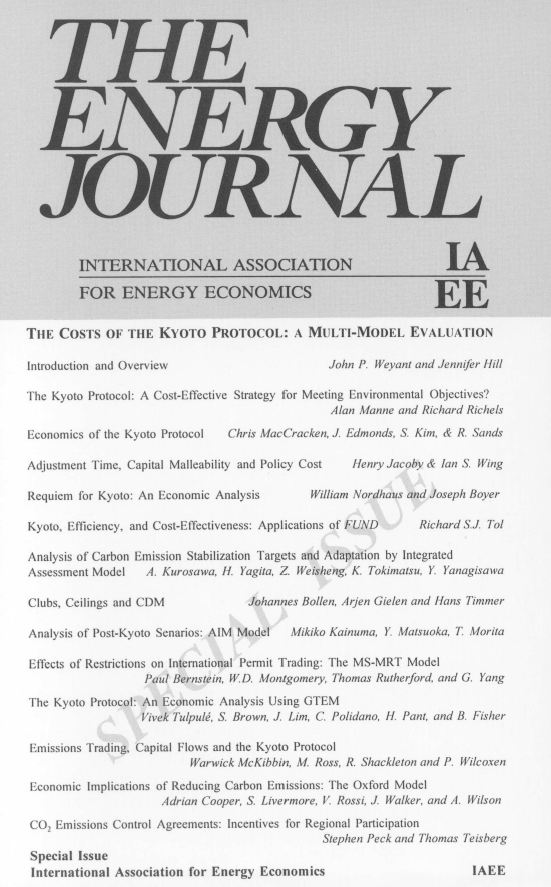 THE
ENERGY
JOURNAL
INTERNATIONAL ASSOCIATION
FOR ENERGY ECONOMICS
IA
EE
THE COSTS OF THE KYOTO PROTOCOL: A MULTI-MODEL EVALUATION
Introduction and Overview John P. Weyant and Jennifer Hill
The Kyoto Protocol: A Cost-Effective Strategy for Meeting Environmental Objectives?
Alan Manne and Richard Richels
Economics of the Kyoto Protocol Chris MacCracken, J. Edmonds, S. Kim, & R. Sands
Adjustment Time, Capital Malleability and Policy Cost Henry Jacoby & Ian S. Wing
Requiem for Kyoto: An Economic Analysis William Nordhaus and Joseph Boyer
Kyoto, Efficiency, and Cost-Effectiveness: Applications of FUND Richard S.J. Tol
Analysis of Carbon Emission Stabilization Targets and Adaptation by Integrated
Assessment Model A. Kurosawa, H. Yagita, Z. Weisheng, K. Tokimatsu, Y. Yanagisawa
Clubs, Ceilings and CDM Johannes Bollen, Arjen Gielen and Hans Timmer
Analysis of Post-Kyoto Senarios: AIM Model Mikiko Kainuma, Y. Matsuoka, T. Morita
Effects of Restrictions on International Permit Trading: The MS-MRT Model
Paul Bernstein, W.D. Montgomery, Thomas Rutherford, and G. Yang
The Kyoto Protocol: An Economic Analysis Using GTEM
Vivek Tulpulé, S. Brown, J. Lim, C. Polidano, H. Pant, and B. Fisher
Emissions Trading, Capital Flows and the Kyoto Protocol
Warwick McKibbin, M. Ross, R. Shackleton and P. Wilcoxen
Economic Implications of Reducing Carbon Emissions: The Oxford Model
Adrian Cooper, S. Livermore, V. Rossi, J. Walker, and A. Wilson
CO₂ Emissions Control Agreements: Incentives for Regional Participation
Stephen Peck and Thomas Teisberg
SPECIAL ISSUE
Special Issue
International Association for Energy Economics IAEE